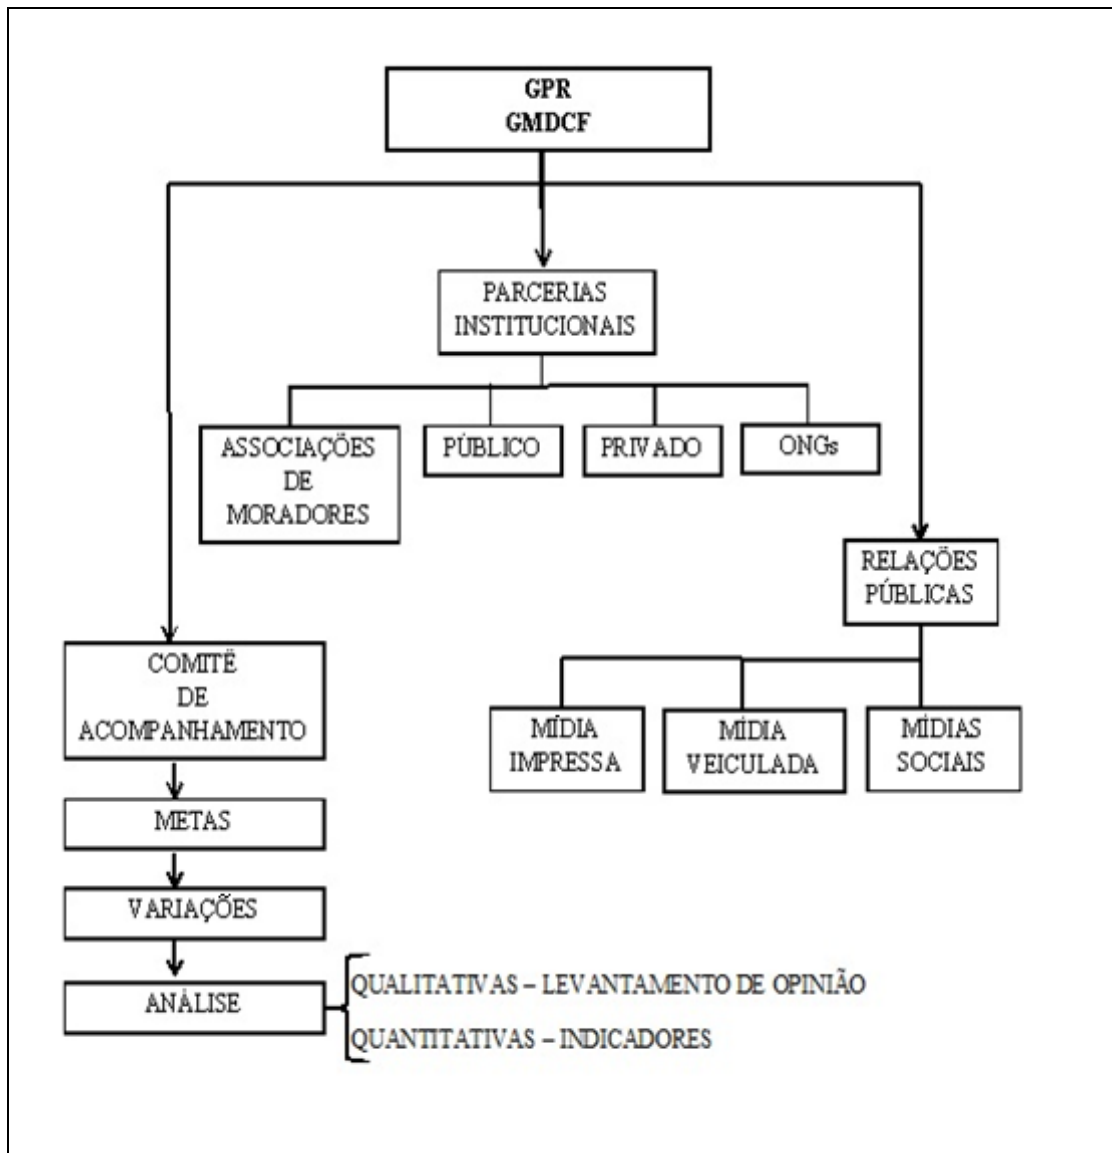 GPR
GMDCF
PARCERIAS
INSTITUCIONAIS
ASSOCIAÇÕES
DE
MORADORES
PÚBLICO
PRIVADO
ONGs
RELAÇÕES
PÚBLICAS
COMITÊ
DE
ACOMPANHAMENTO
MÍDIA
IMPRESSA
MÍDIA
VEICULADA
MÍDIAS
SOCIAIS
METAS
VARIAÇÕES
ANÁLISE
QUALITATIVAS – LEVANTAMENTO DE OPINIÃO
QUANTITATIVAS – INDICADORES